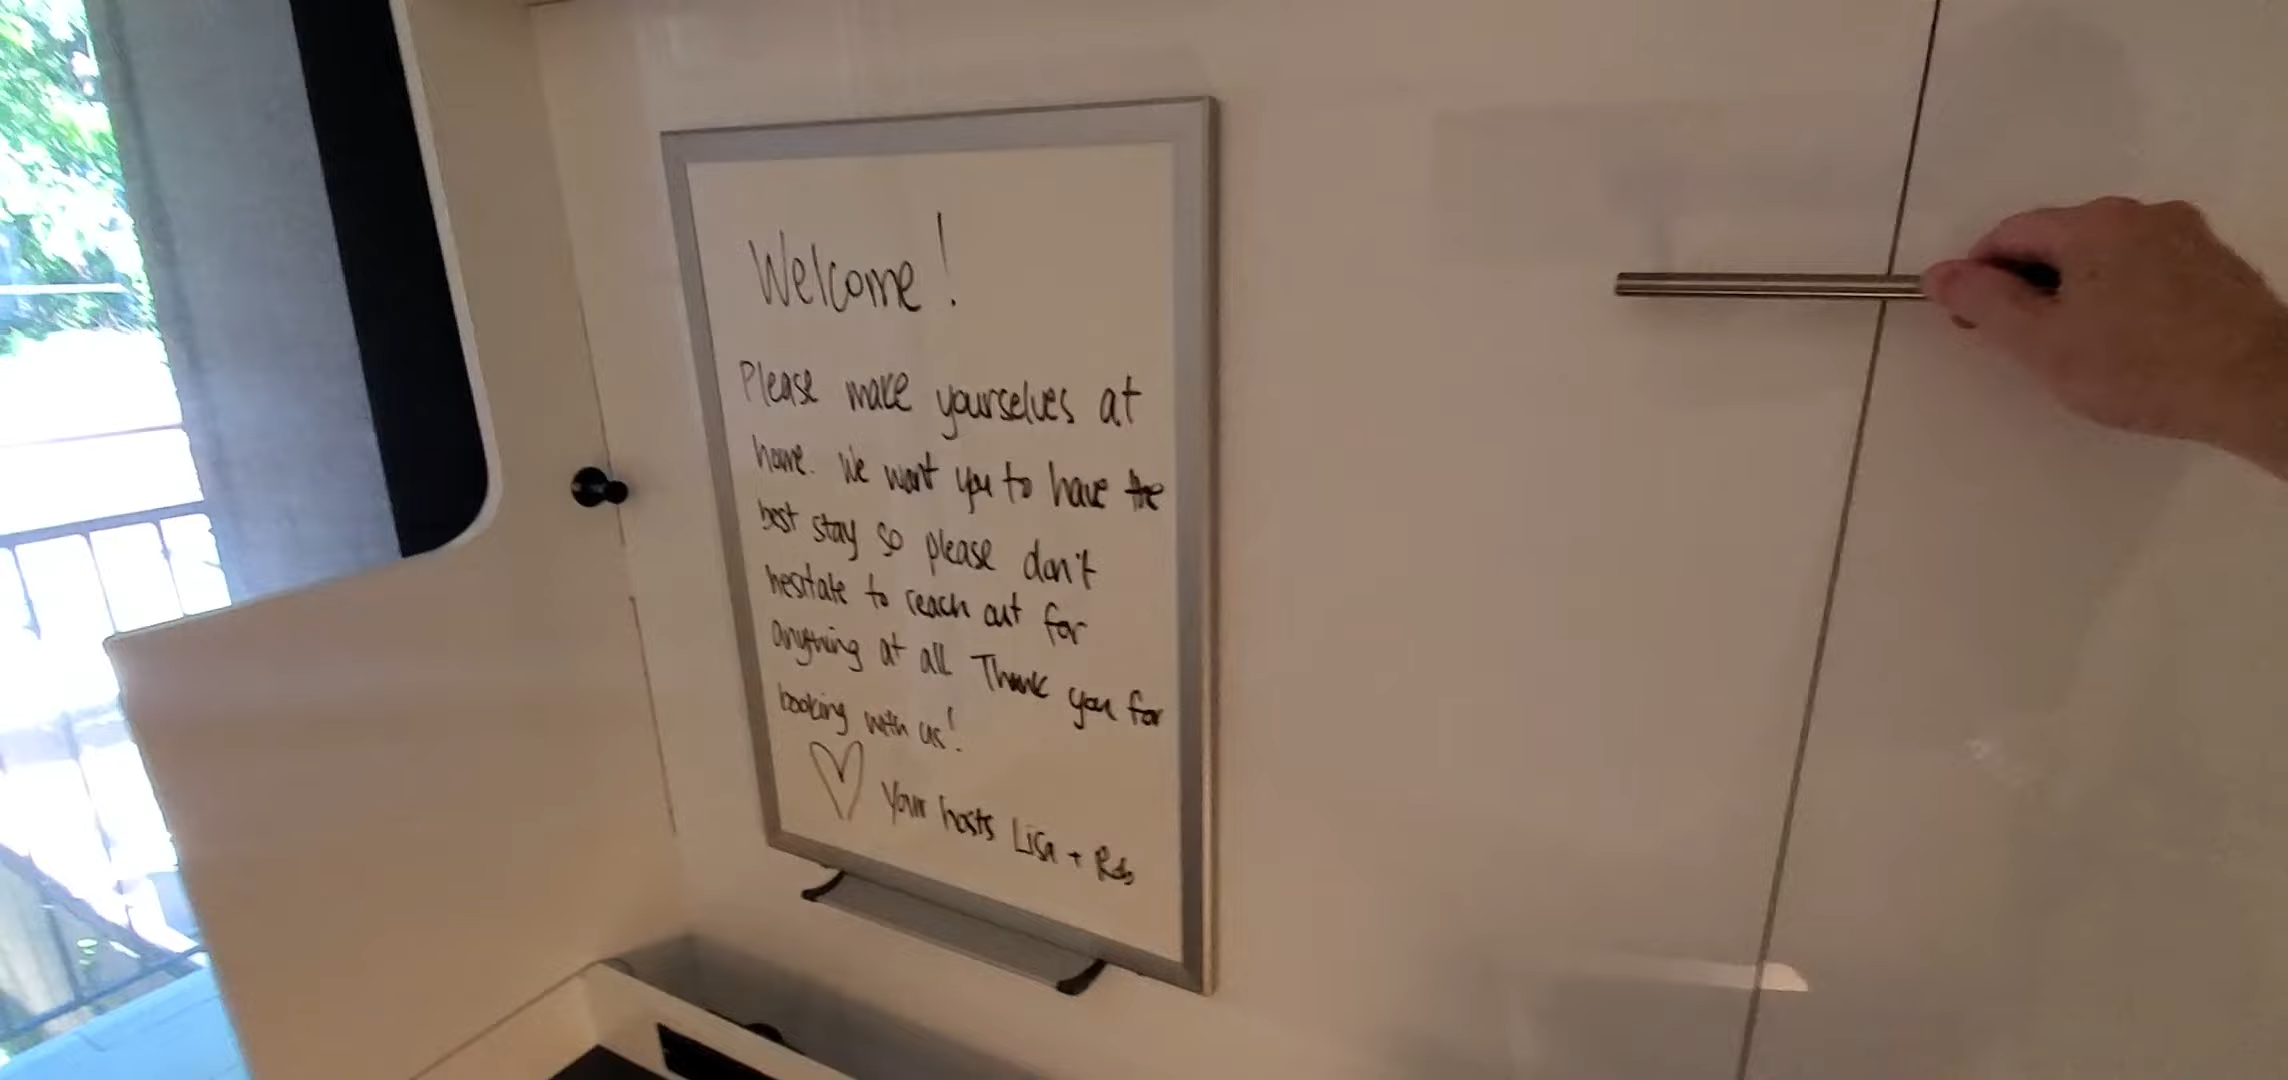 Welcome!
Please make yourselves at
home. We want you to have the
best stay so please don't
hesitate to reach out for
anything at all Thank you for
booking with us!
Your hosts Lisa +